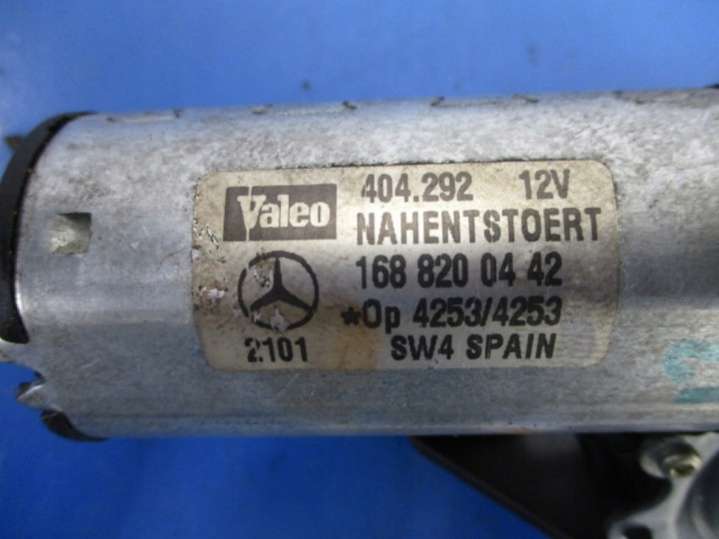 Valeo 404.292 12V
NAHENTSTOERT
168 820 04 42
*Op 4253/4253
2101 SW4 SPAIN